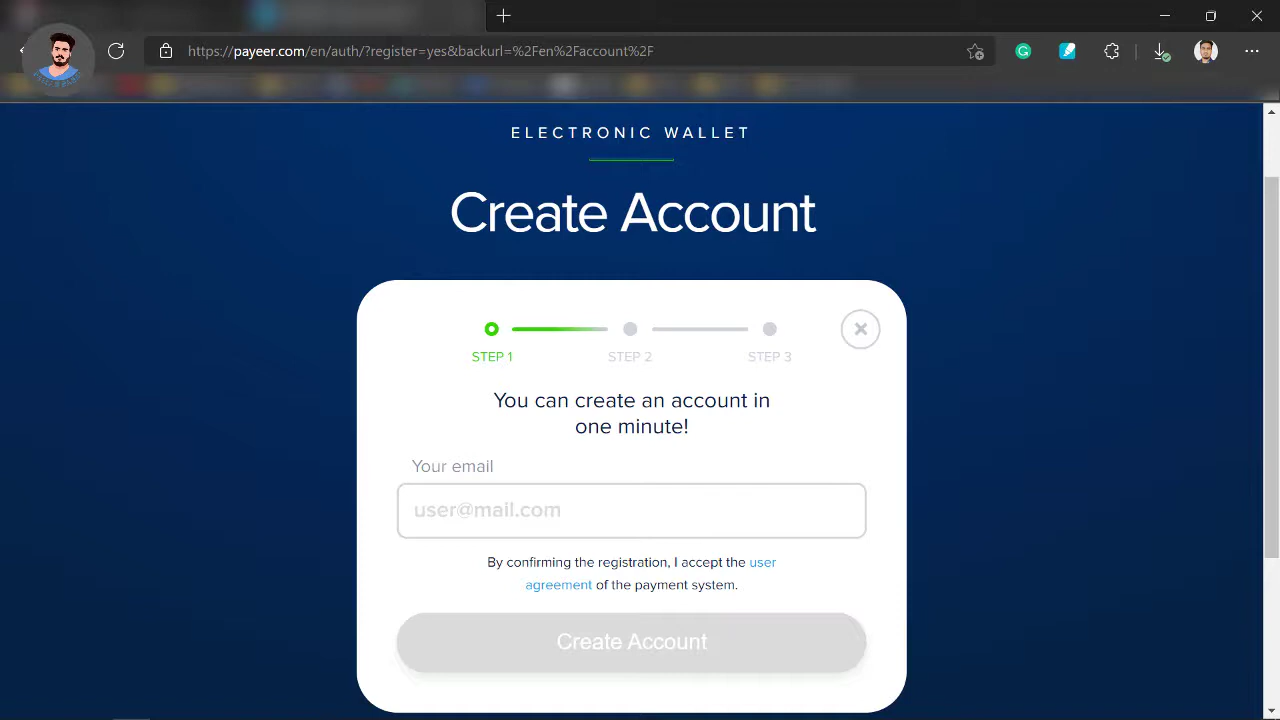 https://payeer.com/en/auth/?register=yes&backurl=%2Fen%2Faccount%2F
ELECTRONIC WALLET
Create Account
STEP 1 STEP 2 STEP 3
You can create an account in
one minute!
Your email
user@mail.com
By confirming the registration, I accept the user
agreement of the payment system.
Create Account